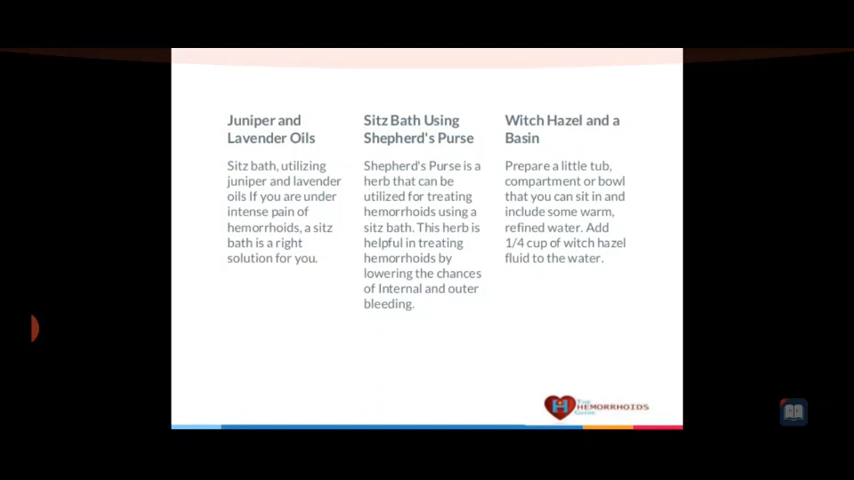 Juniper and
Lavender Oils
Sitz bath, utilizing
juniper and lavender
oils If you are under
intense pain of
hemorrhoids, a sitz
bath is a right
solution for you.
Sitz Bath Using
Shepherd's Purse
Shepherd's Purse is a
herb that can be
utilized for treating
hemorrhoids using a
sitz bath. This herb is
helpful in treating
hemorrhoids by
lowering the chances
of Internal and outer
bleeding.
Witch Hazel and a
Basin
Prepare a little tub,
compartment or bowl
that you can sit in and
include some warm,
refined water. Add
1/4 cup of witch hazel
fluid to the water.
The
HEMORRHOIDS